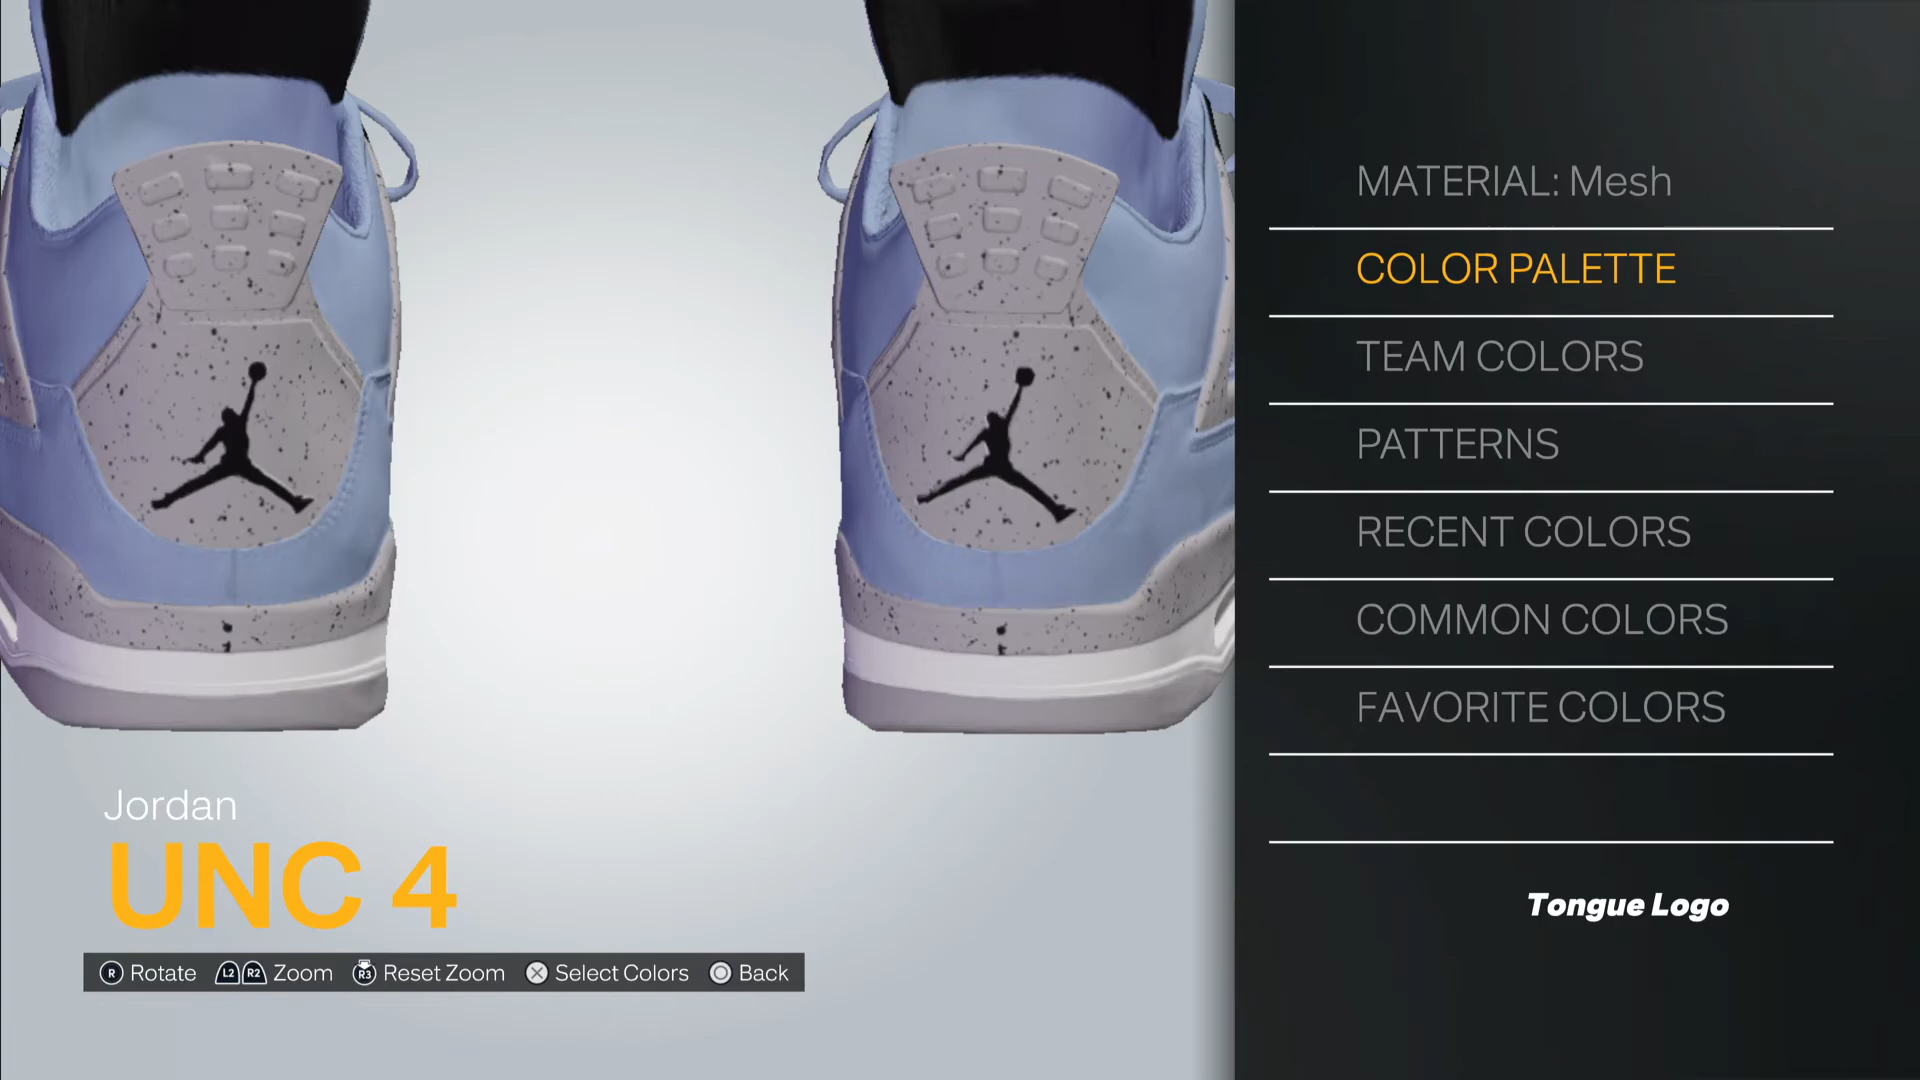 MATERIAL: Mesh
COLOR PALETTE
TEAM COLORS
PATTERNS
RECENT COLORS
COMMON COLORS
FAVORITE COLORS
Tongue Logo
Jordan
UNC 4
R Rotate L2 R2 Zoom R3 Reset Zoom Select Colors Back